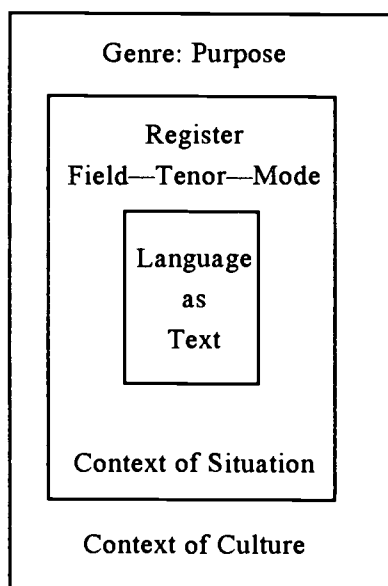 Genre: Purpose
Register
Field—Tenor—Mode
Language
as
Text
Context of Situation
Context of Culture